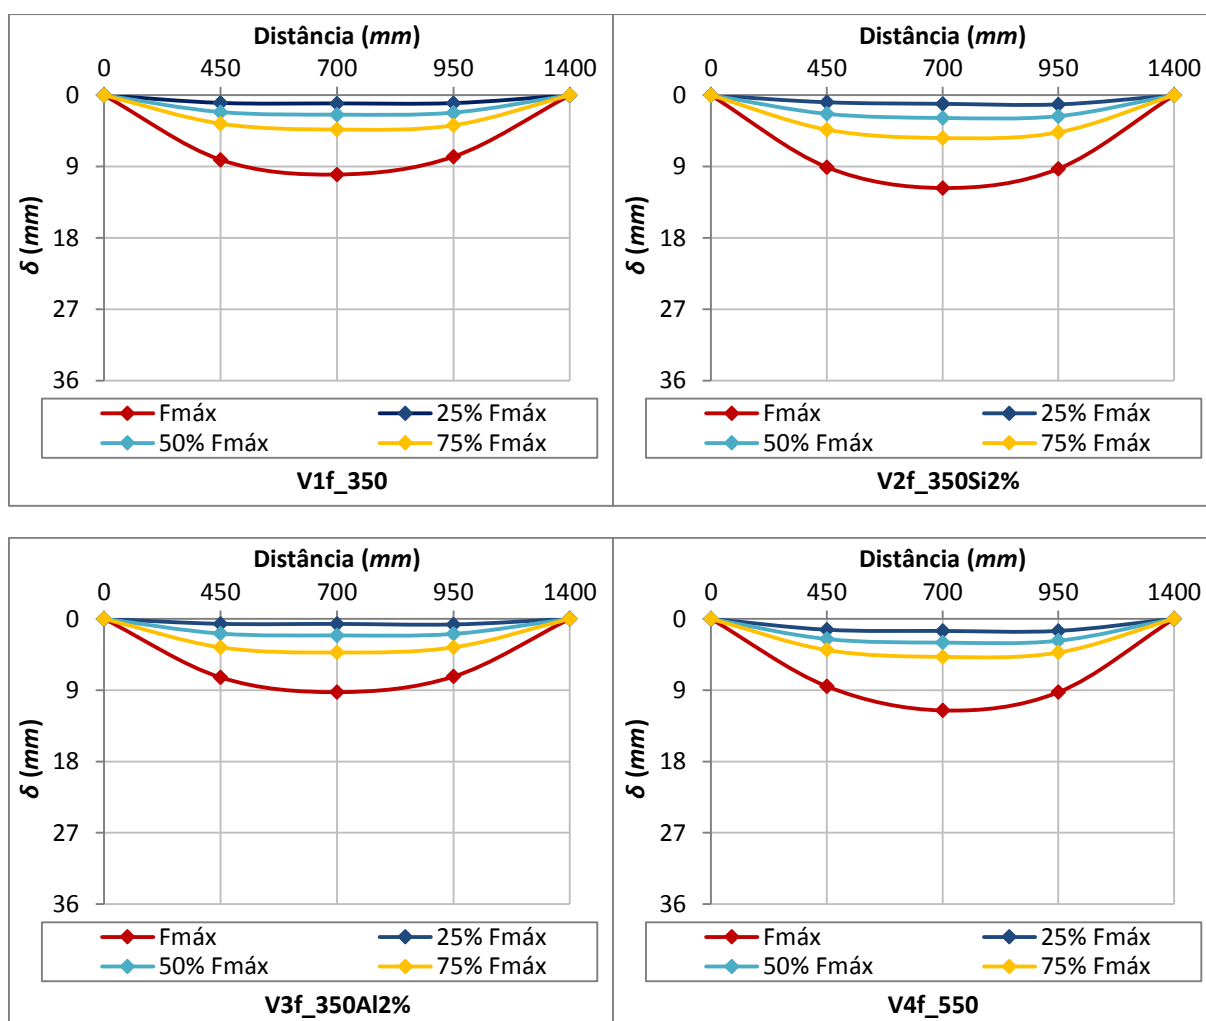 Distância (mm)
0 450 700 950 1400
0
9
18
27
36
δ (mm)
Fmáx 25% Fmáx
50% Fmáx 75% Fmáx
V1f_350
Distância (mm)
0 450 700 950 1400
0
9
18
27
36
δ (mm)
Fmáx 25% Fmáx
50% Fmáx 75% Fmáx
V2f_350Si2%
Distância (mm)
0 450 700 950 1400
0
9
18
27
36
δ (mm)
Fmáx 25% Fmáx
50% Fmáx 75% Fmáx
V3f_350Al2%
Distância (mm)
0 450 700 950 1400
0
9
18
27
36
δ (mm)
Fmáx 25% Fmáx
50% Fmáx 75% Fmáx
V4f_550